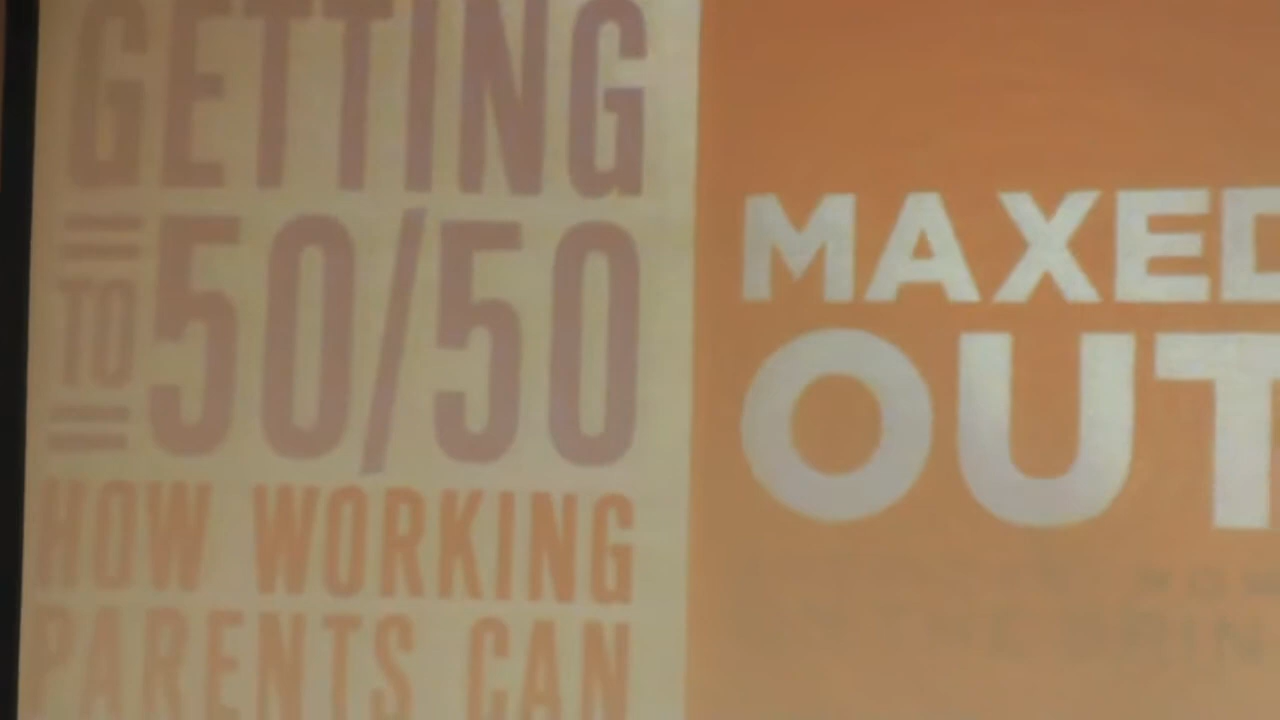 GETTING
TO 50/50
HOW WORKING
PARENTS CAN
MAXED
OUT